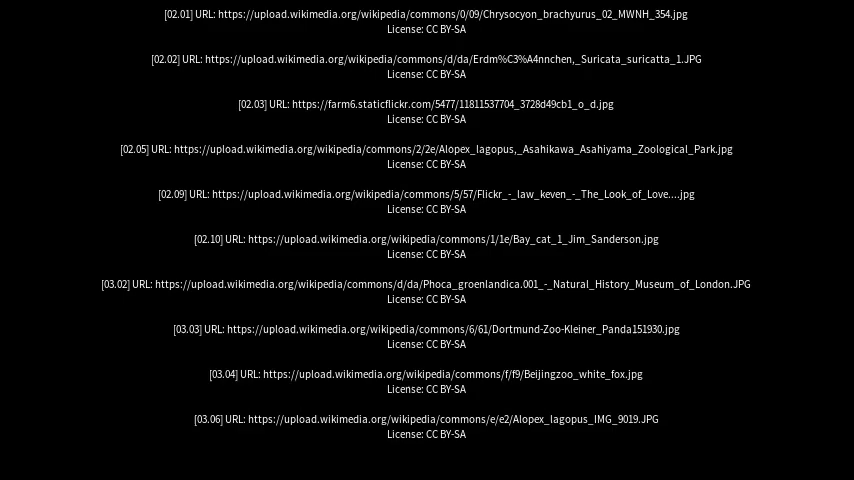 [02.01] URL: https://upload.wikimedia.org/wikipedia/commons/0/09/Chrysocyon_brachyurus_02_MWNH_354.jpg
License: CC BY-SA
[02.02] URL: https://upload.wikimedia.org/wikipedia/commons/d/da/Erdm%C3%A4nnchen,_Suricata_suricatta_1.JPG
License: CC BY-SA
[02.03] URL: https://farm6.staticflickr.com/5477/11811537704_3728d49cb1_o_d.jpg
License: CC BY-SA
[02.05] URL: https://upload.wikimedia.org/wikipedia/commons/2/2e/Alopex_lagopus,_Asahikawa_Asahiyama_Zoological_Park.jpg
License: CC BY-SA
[02.09] URL: https://upload.wikimedia.org/wikipedia/commons/5/57/Flickr_-_law_keven_-_The_Look_of_Love....jpg
License: CC BY-SA
[02.10] URL: https://upload.wikimedia.org/wikipedia/commons/1/1e/Bay_cat_1_Jim_Sanderson.jpg
License: CC BY-SA
[03.02] URL: https://upload.wikimedia.org/wikipedia/commons/d/da/Phoca_groenlandica.001_-_Natural_History_Museum_of_London.JPG
License: CC BY-SA
[03.03] URL: https://upload.wikimedia.org/wikipedia/commons/6/61/Dortmund-Zoo-Kleiner_Panda151930.jpg
License: CC BY-SA
[03.04] URL: https://upload.wikimedia.org/wikipedia/commons/f/f9/Beijingzoo_white_fox.jpg
License: CC BY-SA
[03.06] URL: https://upload.wikimedia.org/wikipedia/commons/e/e2/Alopex_lagopus_IMG_9019.JPG
License: CC BY-SA